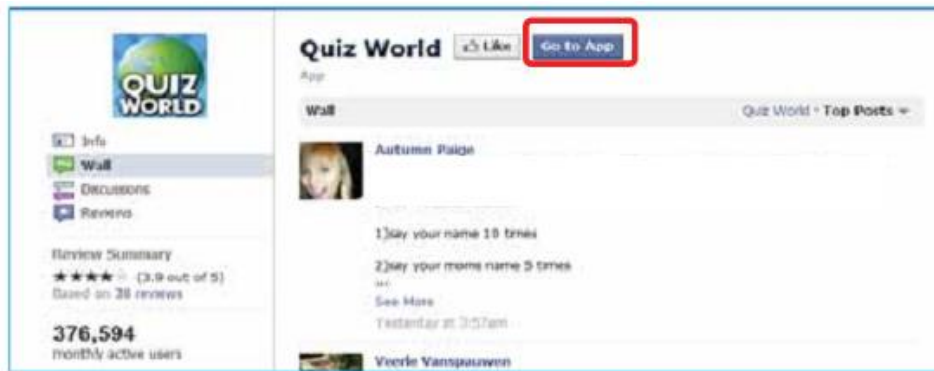 QUIZ
WORLD
Info
Wall
Discussions
Reviews
Review Summary
(3.9 out of 5)
Based on 38 reviews
376,594
monthly active users
Quiz World Like Go to App
App
Wall Quiz World · Top Posts
Autumn Paige
1)say your name 10 times
2)say your moms name 5 times
...
See More
Yesterday at 3:57am
Veerle Vanspauwen